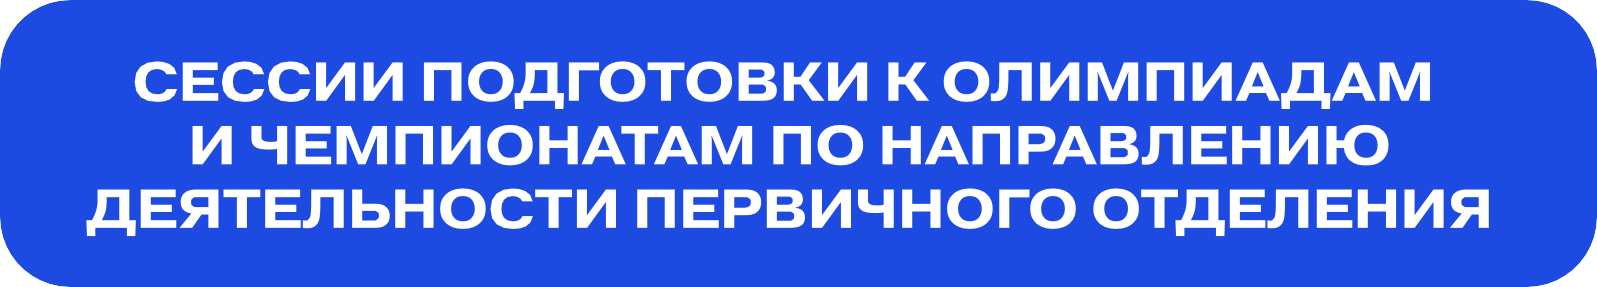 СЕССИИ ПОДГОТОВКИ К ОЛИМПИАДАМ
И ЧЕМПИОНАТАМ ПО НАПРАВЛЕНИЮ
ДЕЯТЕЛЬНОСТИ ПЕРВИЧНОГО ОТДЕЛЕНИЯ